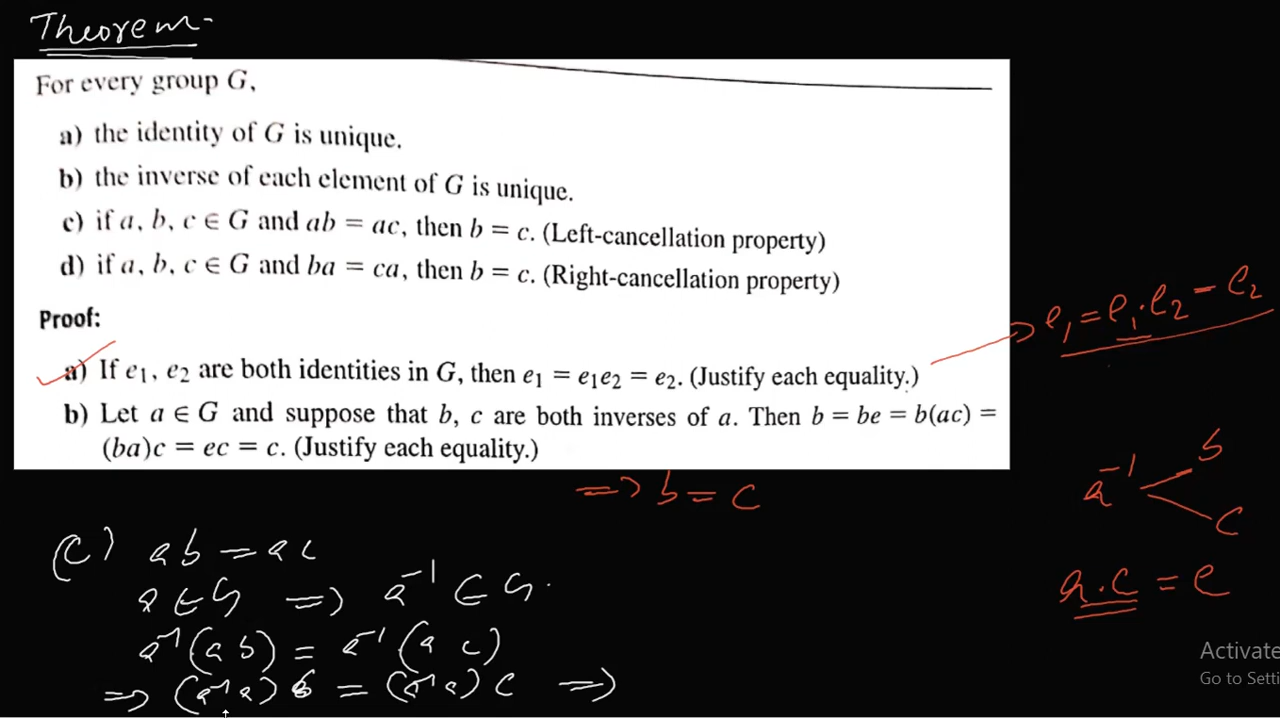 Theorem-
For every group G,
a) the identity of G is unique.
b) the inverse of each element of G is unique.
c) if a, b, c ∈ G and ab = ac, then b = c. (Left-cancellation property)
d) if a, b, c ∈ G and ba = ca, then b = c. (Right-cancellation property)
Proof:
a) If e₁, e₂ are both identities in G, then e₁ = e₁e₂ = e₂. (Justify each equality.)
→ e₁ = e₁·e₂ = e₂
b) Let a ∈ G and suppose that b, c are both inverses of a. Then b = be = b(ac) =
(ba)c = ec = c. (Justify each equality.)
=> b = c
a⁻¹ < b
c
a.c = e
(c) ab = ac
a ∈ G => a⁻¹ ∈ G.
a⁻¹(a b) = a⁻¹(a c)
=> (a⁻¹a) b = (a⁻¹a) c =>
Activate
Go to Setti